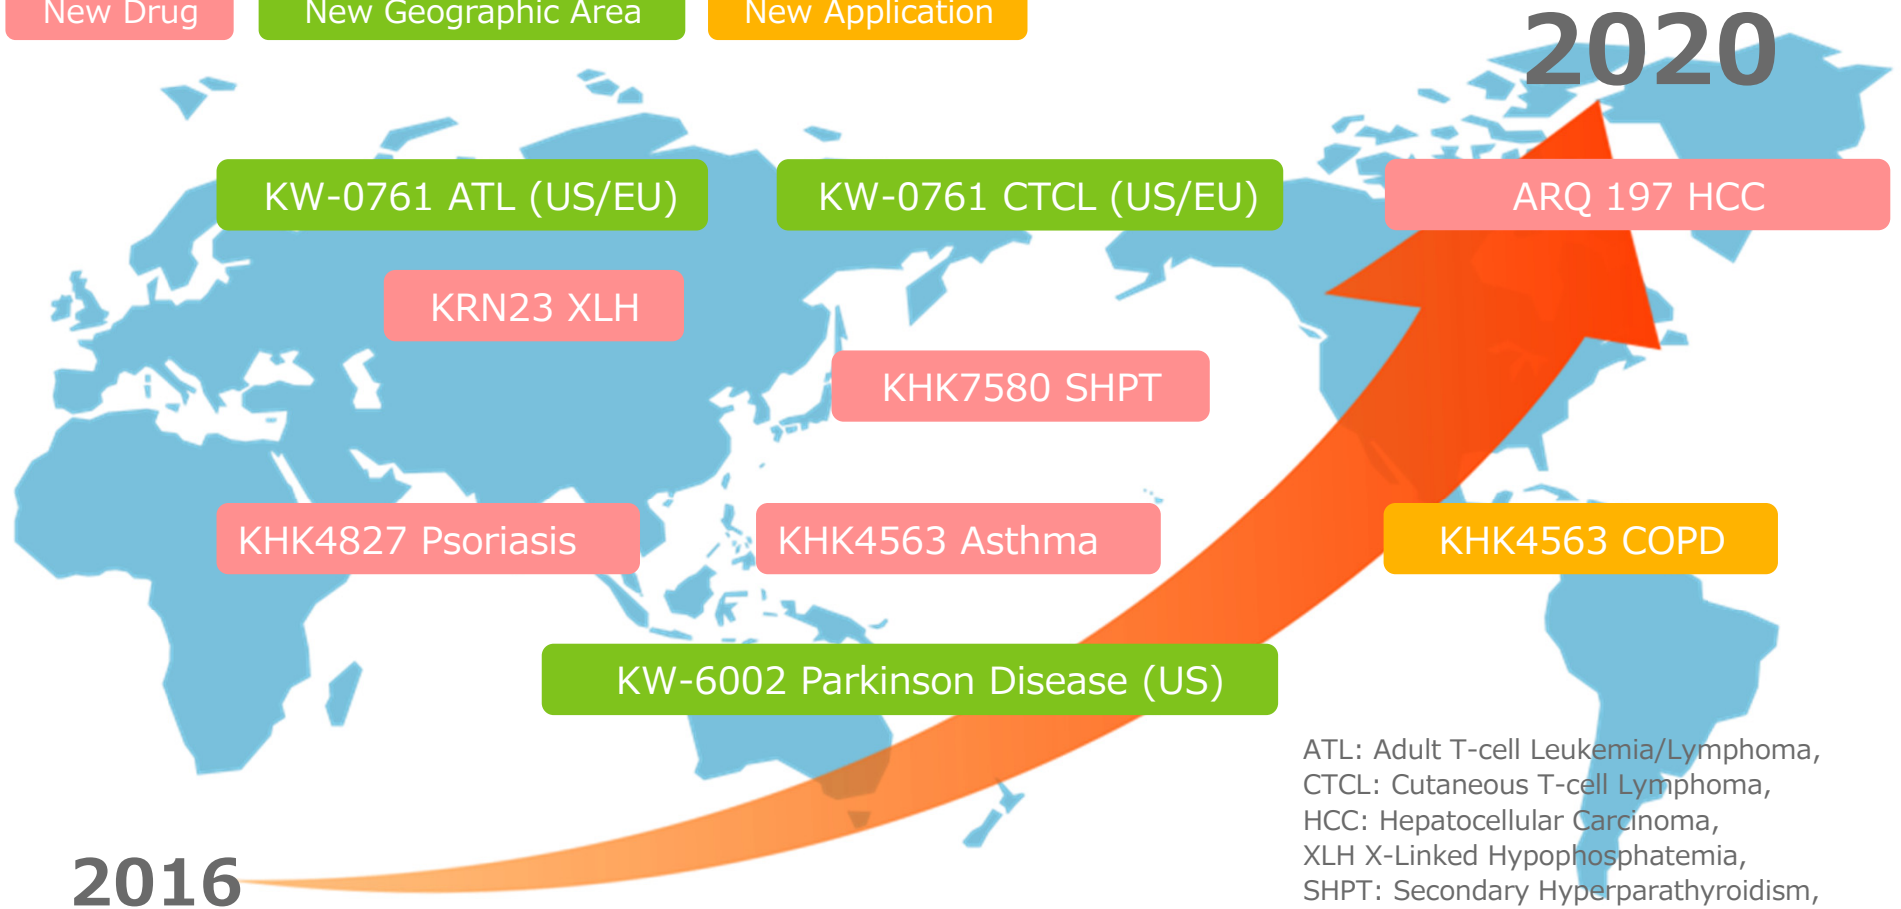 New Drug
New Geographic Area
New Application
2020
KW-0761 ATL (US/EU)
KW-0761 CTCL (US/EU)
ARQ 197 HCC
KRN23 XLH
KHK7580 SHPT
KHK4827 Psoriasis
KHK4563 Asthma
KHK4563 COPD
KW-6002 Parkinson Disease (US)
ATL: Adult T-cell Leukemia/Lymphoma,
CTCL: Cutaneous T-cell Lymphoma,
HCC: Hepatocellular Carcinoma,
XLH X-Linked Hypophosphatemia,
SHPT: Secondary Hyperparathyroidism,
2016